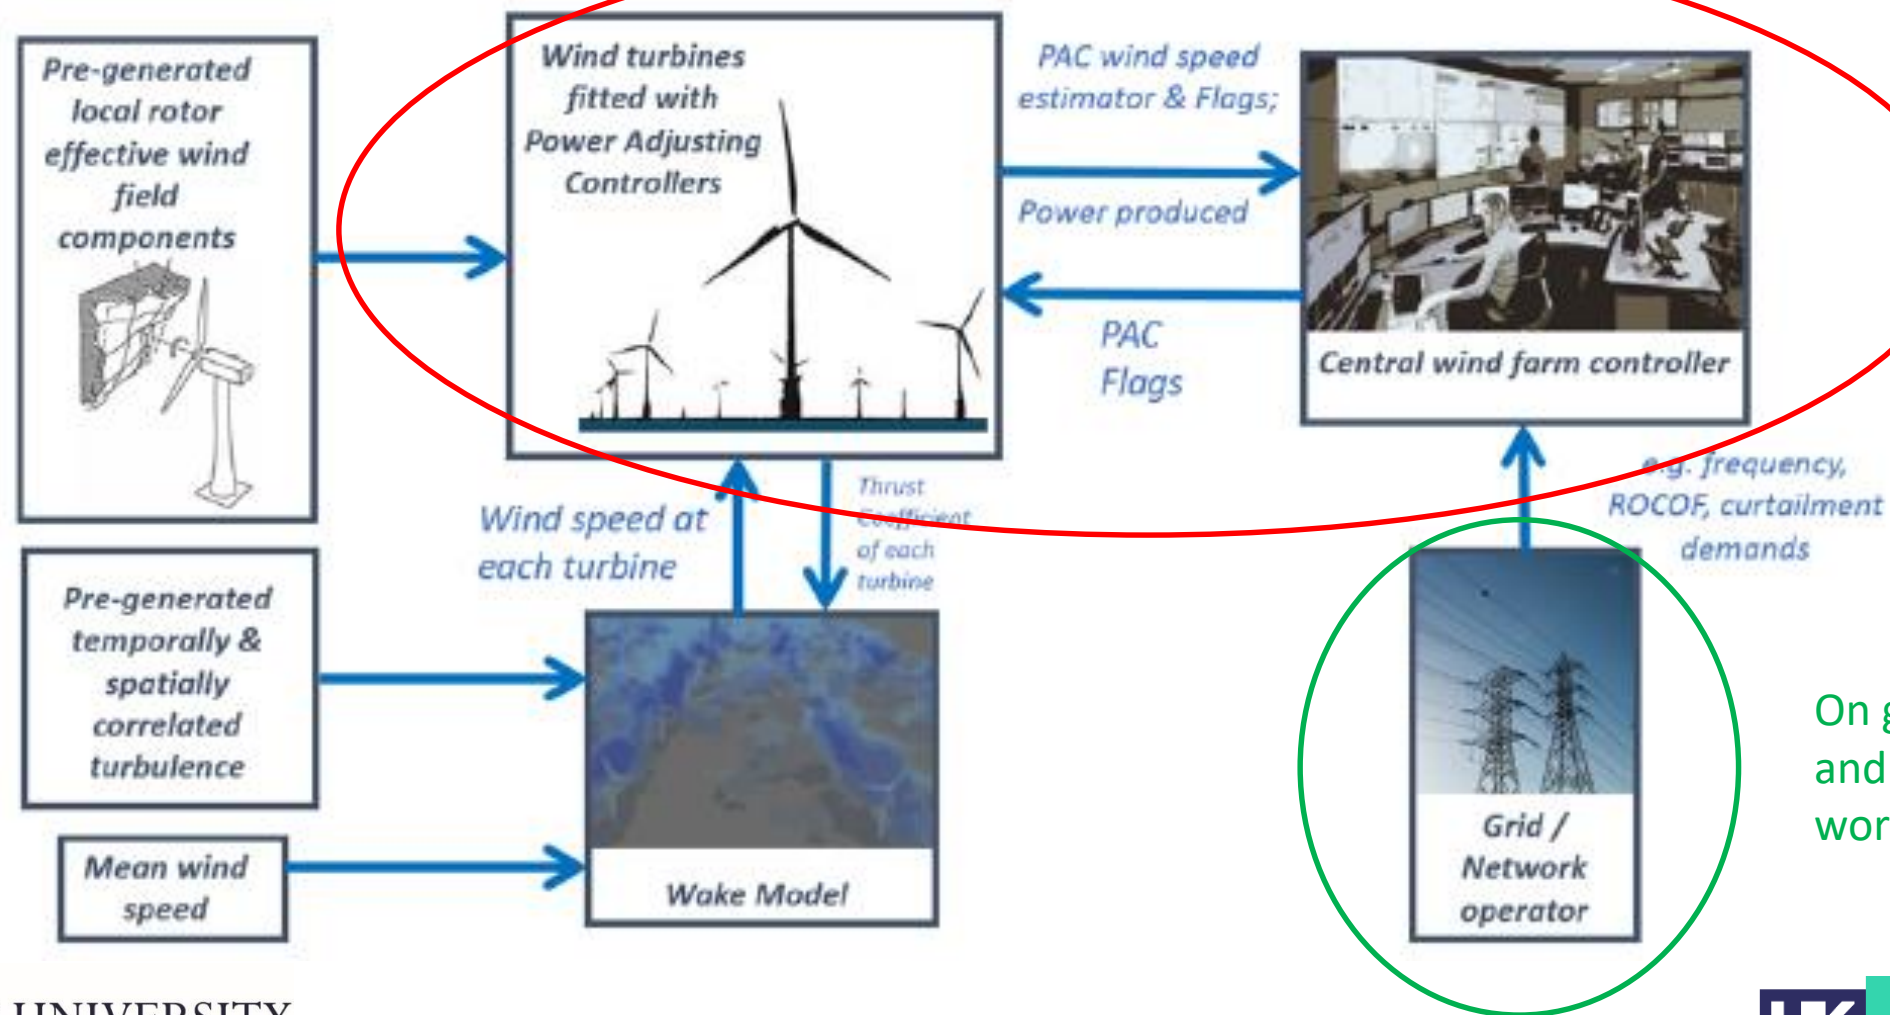 Pre-generated
local rotor
effective wind
field
components
Wind turbines
fitted with
Power Adjusting
Controllers
PAC wind speed
estimator & Flags;
Power produced
PAC
Flags
Central wind farm controller
e.g. frequency,
ROCOF, curtailment
demands
Wind speed at
each turbine
Thrust
Coefficient
of each
turbine
Pre-generated
temporally &
spatially
correlated
turbulence
Mean wind
speed
Wake Model
Grid /
Network
operator
On
and
UNIVERSITY
UK